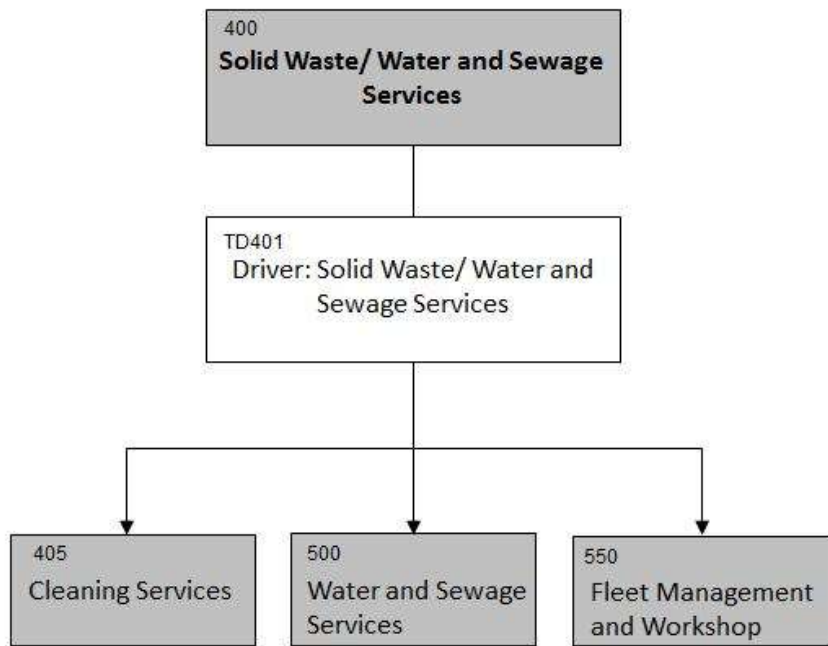 400
Solid Waste/ Water and Sewage
Services
TD401
Driver: Solid Waste/ Water and
Sewage Services
405
Cleaning Services
500
Water and Sewage
Services
550
Fleet Management
and Workshop